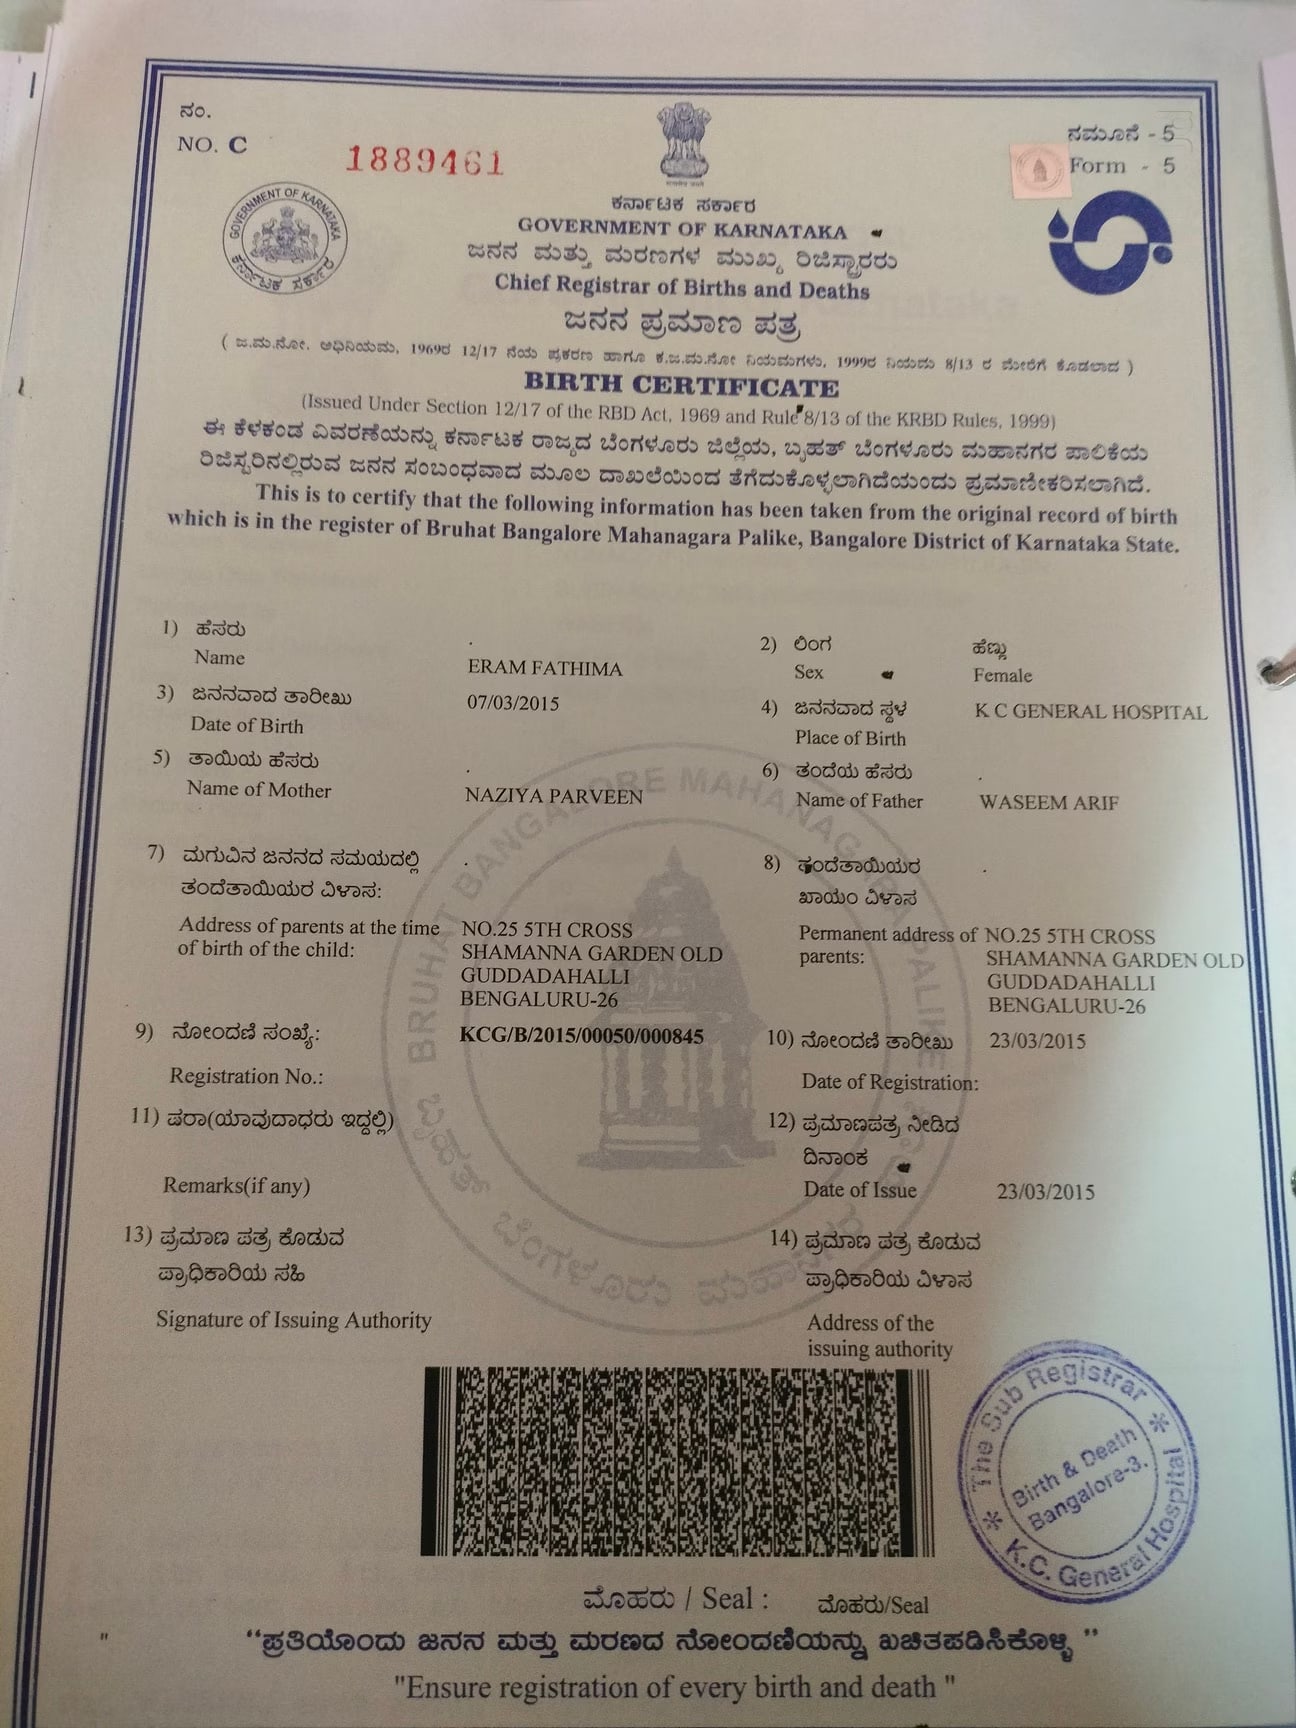 ನಂ.
NO. C
1889461
ನಮೂನೆ - 5
Form - 5
GOVERNMENT OF KARNATAKA
ಕರ್ನಾಟಕ ಸರ್ಕಾರ
ಕರ್ನಾಟಕ ಸರ್ಕಾರ
GOVERNMENT OF KARNATAKA
ಜನನ ಮತ್ತು ಮರಣಗಳ ಮುಖ್ಯ ರಿಜಿಸ್ಟ್ರಾರರು
Chief Registrar of Births and Deaths
ಜನನ ಪ್ರಮಾಣ ಪತ್ರ
( ಜ.ಮ.ನೋ. ಅಧಿನಿಯಮ, 1969ರ 12/17 ನೆಯ ಪ್ರಕರಣ ಹಾಗೂ ಕ.ಜ.ಮ.ನೋ ನಿಯಮಗಳು, 1999ರ ನಿಯಮ 8/13 ರ ಮೇರೆಗೆ ಕೊಡಲಾದ )
BIRTH CERTIFICATE
(Issued Under Section 12/17 of the RBD Act, 1969 and Rule 8/13 of the KRBD Rules, 1999)
ಈ ಕೆಳಕಂಡ ವಿವರಣೆಯನ್ನು ಕರ್ನಾಟಕ ರಾಜ್ಯದ ಬೆಂಗಳೂರು ಜಿಲ್ಲೆಯ, ಬೃಹತ್ ಬೆಂಗಳೂರು ಮಹಾನಗರ ಪಾಲಿಕೆಯ
ರಿಜಿಸ್ಟರಿನಲ್ಲಿರುವ ಜನನ ಸಂಬಂಧವಾದ ಮೂಲ ದಾಖಲೆಯಿಂದ ತೆಗೆದುಕೊಳ್ಳಲಾಗಿದೆಯೆಂದು ಪ್ರಮಾಣೀಕರಿಸಲಾಗಿದೆ.
This is to certify that the following information has been taken from the original record of birth
which is in the register of Bruhat Bangalore Mahanagara Palike, Bangalore District of Karnataka State.
1) ಹೆಸರು
Name
ERAM FATHIMA
2) ಲಿಂಗ ಹೆಣ್ಣು
Sex Female
3) ಜನನವಾದ ತಾರೀಖು 07/03/2015
Date of Birth
4) ಜನನವಾದ ಸ್ಥಳ K C GENERAL HOSPITAL
Place of Birth
5) ತಾಯಿಯ ಹೆಸರು
Name of Mother NAZIYA PARVEEN
6) ತಂದೆಯ ಹೆಸರು
Name of Father WASEEM ARIF
7) ಮಗುವಿನ ಜನನದ ಸಮಯದಲ್ಲಿ
ತಂದೆತಾಯಿಯರ ವಿಳಾಸ:
Address of parents at the time NO.25 5TH CROSS
of birth of the child: SHAMANNA GARDEN OLD
GUDDADAHALLI
BENGALURU-26
8) ತಂದೆತಾಯಿಯರ
ಖಾಯಂ ವಿಳಾಸ
Permanent address of NO.25 5TH CROSS
parents: SHAMANNA GARDEN OLD
GUDDADAHALLI
BENGALURU-26
9) ನೋಂದಣಿ ಸಂಖ್ಯೆ: KCG/B/2015/00050/000845
Registration No.:
10) ನೋಂದಣಿ ತಾರೀಖು 23/03/2015
Date of Registration:
11) ಷರಾ(ಯಾವುದಾಧರು ಇದ್ದಲ್ಲಿ)
Remarks(if any)
12) ಪ್ರಮಾಣಪತ್ರ ನೀಡಿದ
ದಿನಾಂಕ
Date of Issue 23/03/2015
13) ಪ್ರಮಾಣ ಪತ್ರ ಕೊಡುವ
ಪ್ರಾಧಿಕಾರಿಯ ಸಹಿ
Signature of Issuing Authority
14) ಪ್ರಮಾಣ ಪತ್ರ ಕೊಡುವ
ಪ್ರಾಧಿಕಾರಿಯ ವಿಳಾಸ
Address of the
issuing authority
BRUHAT BANGALORE MAHANAGARA PALIKE
ಬೃಹತ್ ಬೆಂಗಳೂರು ಮಹಾನಗರ
The Sub Registrar
Birth & Death
Bangalore-3.
* K.C. General Hospital *
ಮೊಹರು / Seal : ಮೊಹರು/Seal
“ಪ್ರತಿಯೊಂದು ಜನನ ಮತ್ತು ಮರಣದ ನೋಂದಣಿಯನ್ನು ಖಚಿತಪಡಿಸಿಕೊಳ್ಳಿ ”
"Ensure registration of every birth and death "